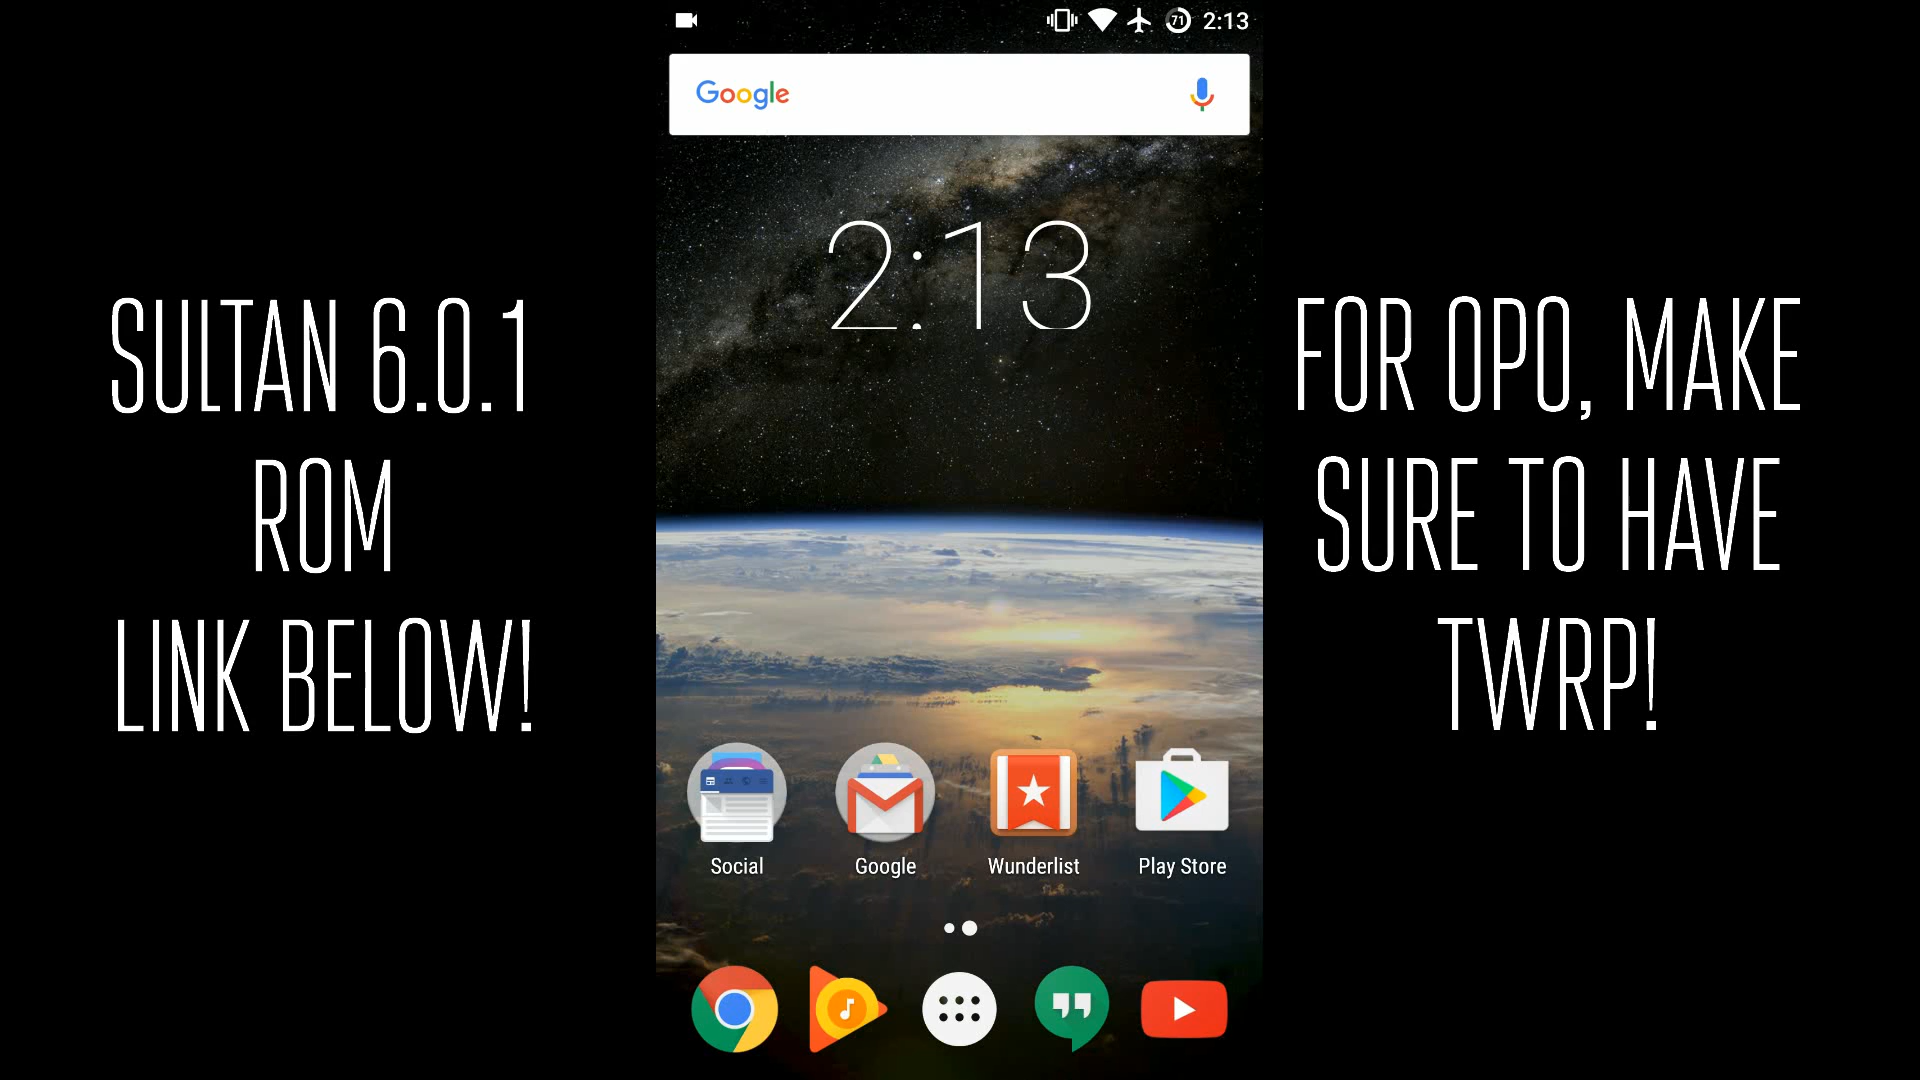 SULTAN 6.0.1
ROM
LINK BELOW!
71 2:13
Google
2:13
Social Google Wunderlist Play Store
FOR OPO, MAKE
SURE TO HAVE
TWRP!